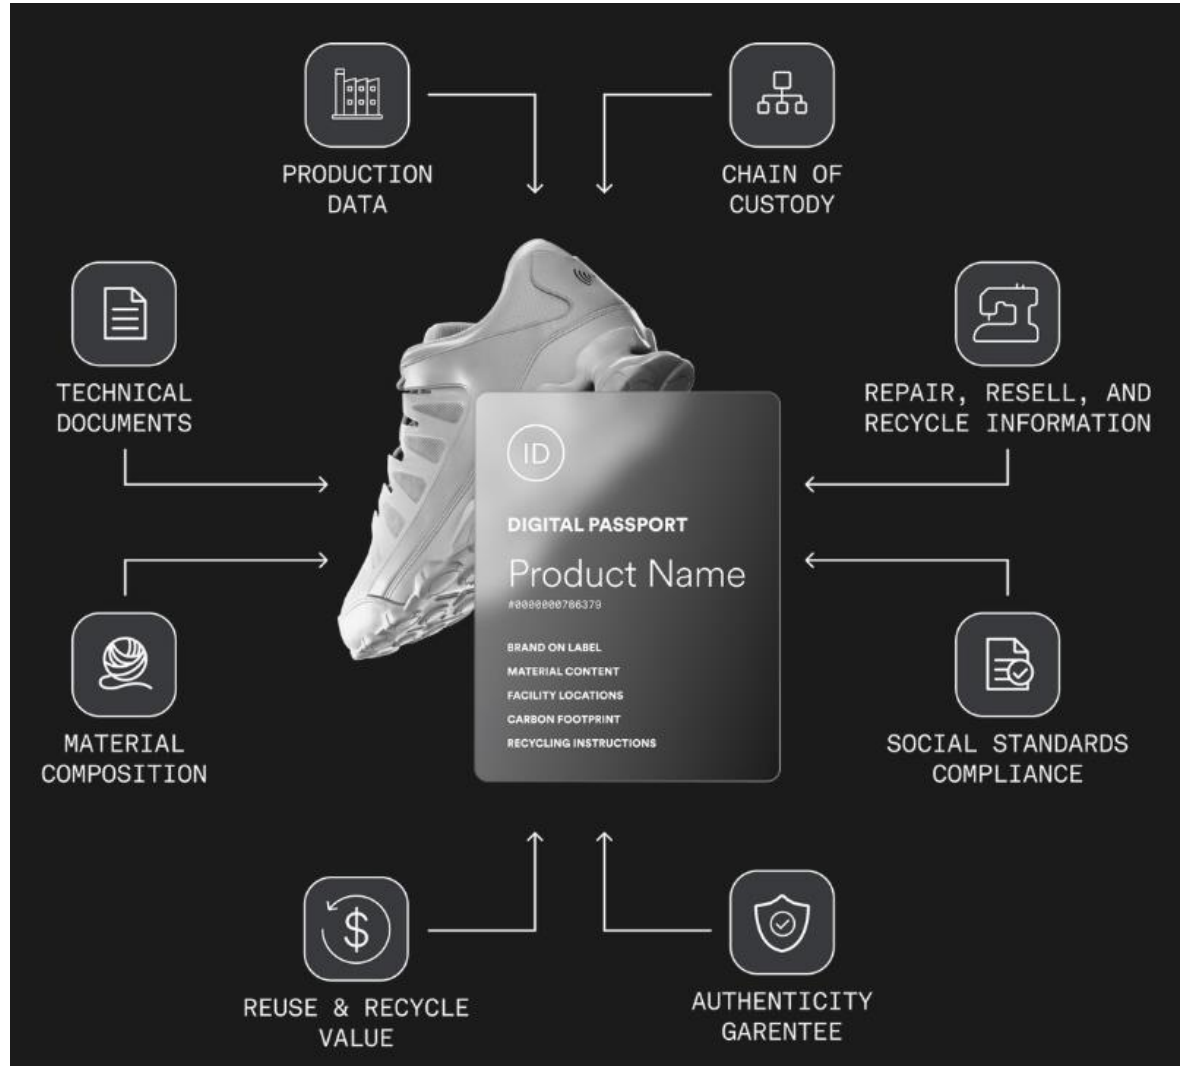 PRODUCTION
DATA
CHAIN OF
CUSTODY
TECHNICAL
DOCUMENTS
REPAIR, RESELL, AND
RECYCLE INFORMATION
ID
DIGITAL PASSPORT
Product Name
#0000000786379
BRAND ON LABEL
MATERIAL CONTENT
FACILITY LOCATIONS
CARBON FOOTPRINT
RECYCLING INSTRUCTIONS
MATERIAL
COMPOSITION
SOCIAL STANDARDS
COMPLIANCE
$
REUSE & RECYCLE
VALUE
AUTHENTICITY
GARENTEE